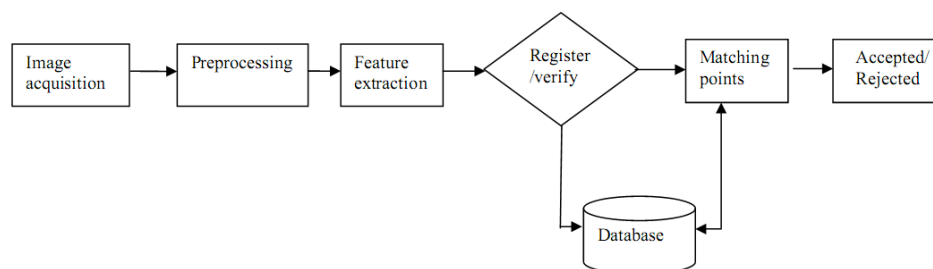 Image
acquisition
Preprocessing
Feature
extraction
Register
/verify
Matching
points
Accepted/
Rejected
Database